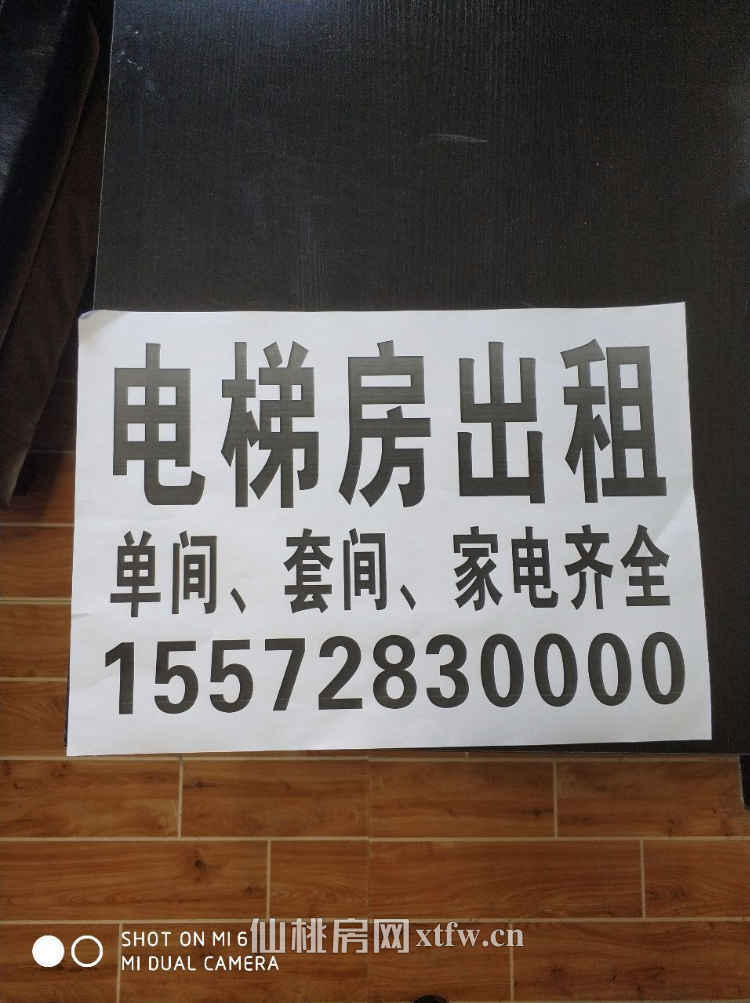 电梯房出租
单间、套间、家电齐全
15572830000
SHOT ON MI 6
MI DUAL CAMERA
仙桃房网xtfw.cn